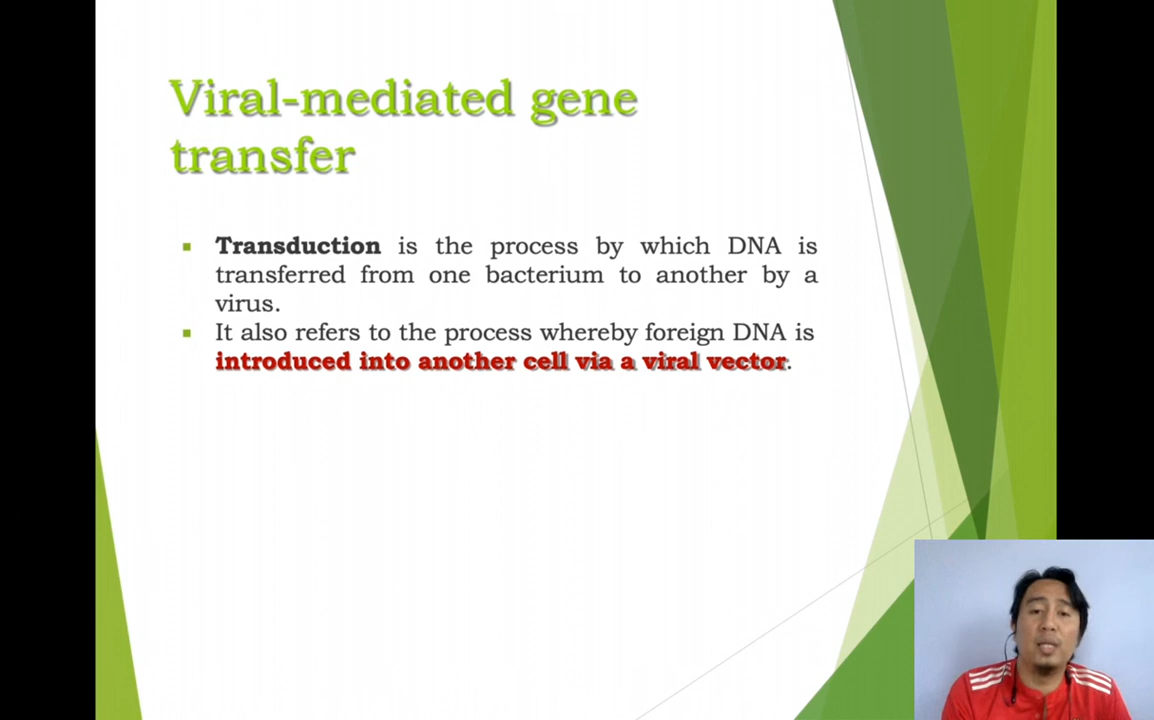 Viral-mediated gene
transfer
Transduction is the process by which DNA is
transferred from one bacterium to another by a
virus.
It also refers to the process whereby foreign DNA is
introduced into another cell via a viral vector.